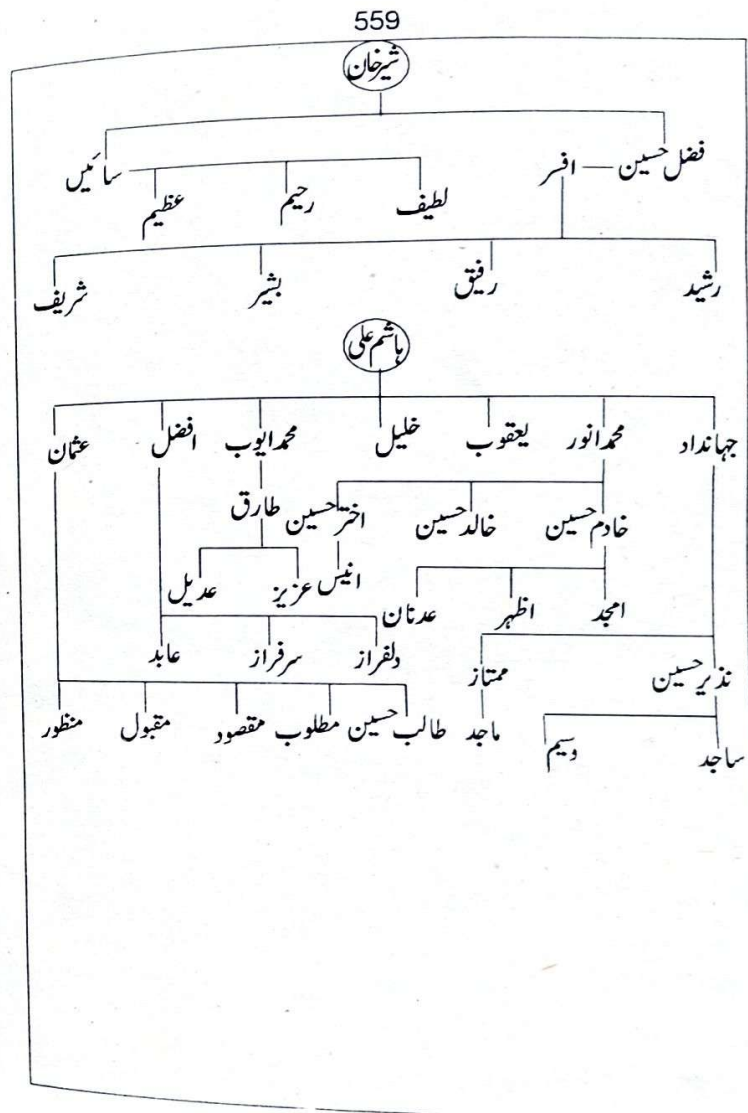 559
شیرخان
فضل حسین افسر سائیں
لطیف رحیم عظیم
رشید رفیق بشیر شریف
ہاشم علی
جہانداد محمد انور یعقوب خلیل محمد ایوب افضل عثمان
خادم حسین خالد حسین اختر حسین طارق
امجد اظہر عدنان انیس عزیز عدیل
نذیر حسین ممتاز دلفراز سرفراز عابد
ساجد وسیم ماجد طالب حسین مطلوب مقصود مقبول منظور